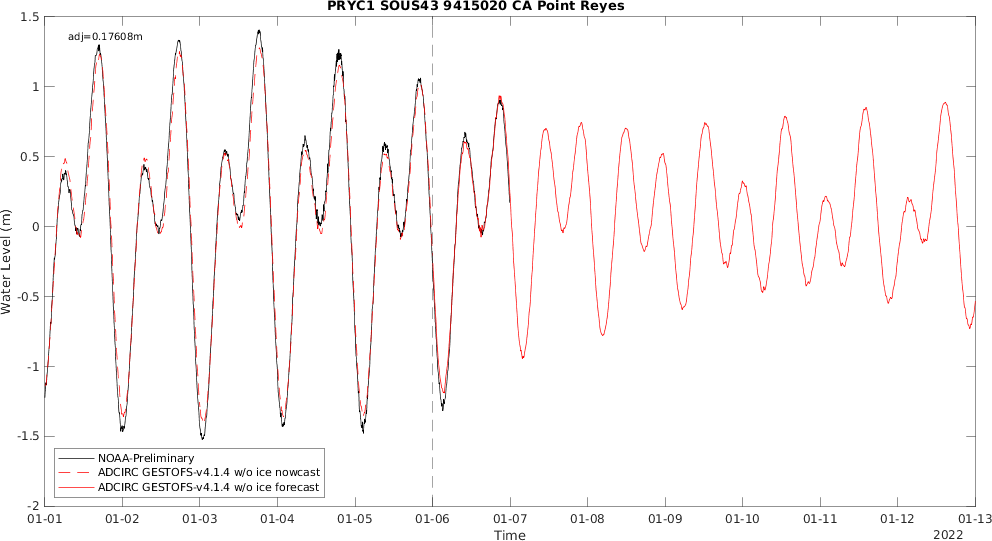 PRYC1 SOUS43 9415020 CA Point Reyes
adj=0.17608m
1.5
1
0.5
0
-0.5
-1
-1.5
-2
Water Level (m)
NOAA-Preliminary
ADCIRC GESTOFS-v4.1.4 w/o ice nowcast
ADCIRC GESTOFS-v4.1.4 w/o ice forecast
01-01 01-02 01-03 01-04 01-05 01-06 01-07 01-08 01-09 01-10 01-11 01-12 01-13
Time
2022